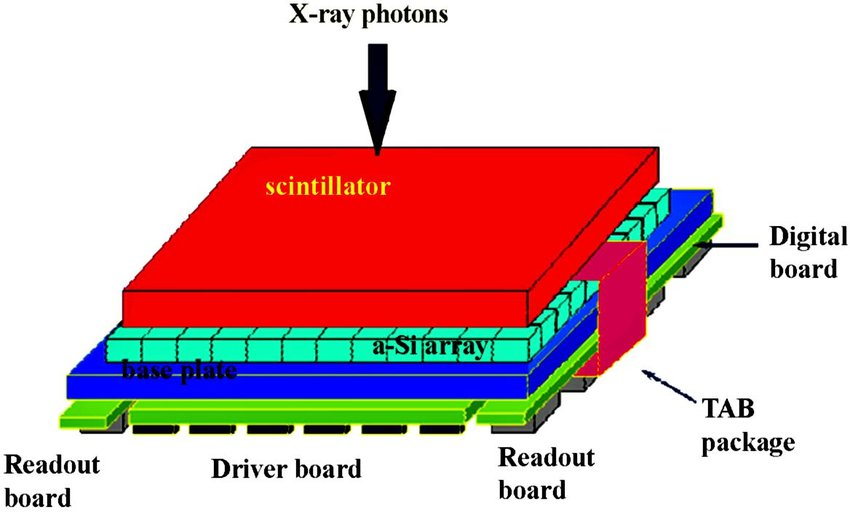 X-ray photons
scintillator
Digital
board
a-Si array
base plate
TAB
package
Readout
board
Driver board
Readout
board